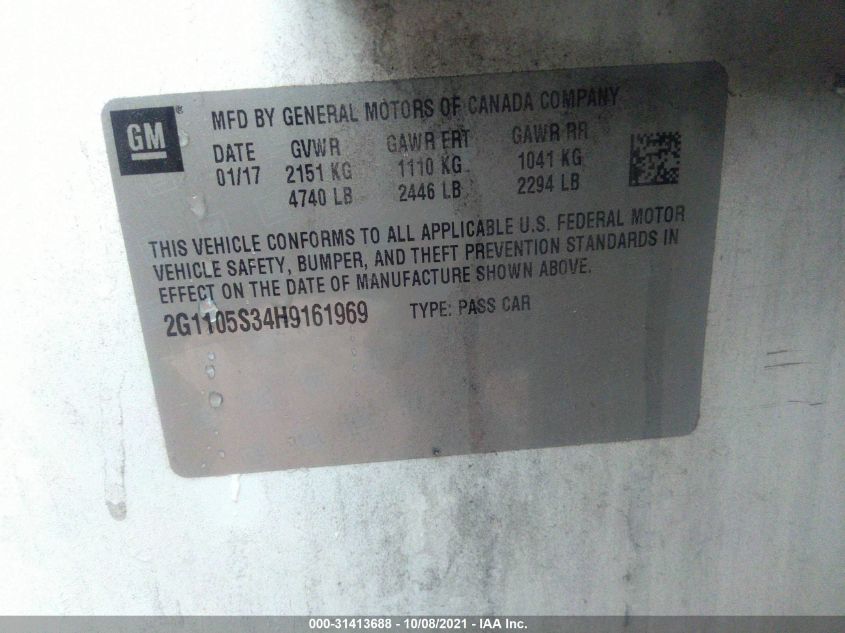 GM®
MFD BY GENERAL MOTORS OF CANADA COMPANY
DATE GVWR GAWR FRT GAWR RR
01/17 2151 KG 1110 KG 1041 KG
4740 LB 2446 LB 2294 LB
THIS VEHICLE CONFORMS TO ALL APPLICABLE U.S. FEDERAL MOTOR
VEHICLE SAFETY, BUMPER, AND THEFT PREVENTION STANDARDS IN
EFFECT ON THE DATE OF MANUFACTURE SHOWN ABOVE.
2G1105S34H9161969 TYPE: PASS CAR
000-31413688 - 10/08/2021 - IAA Inc.